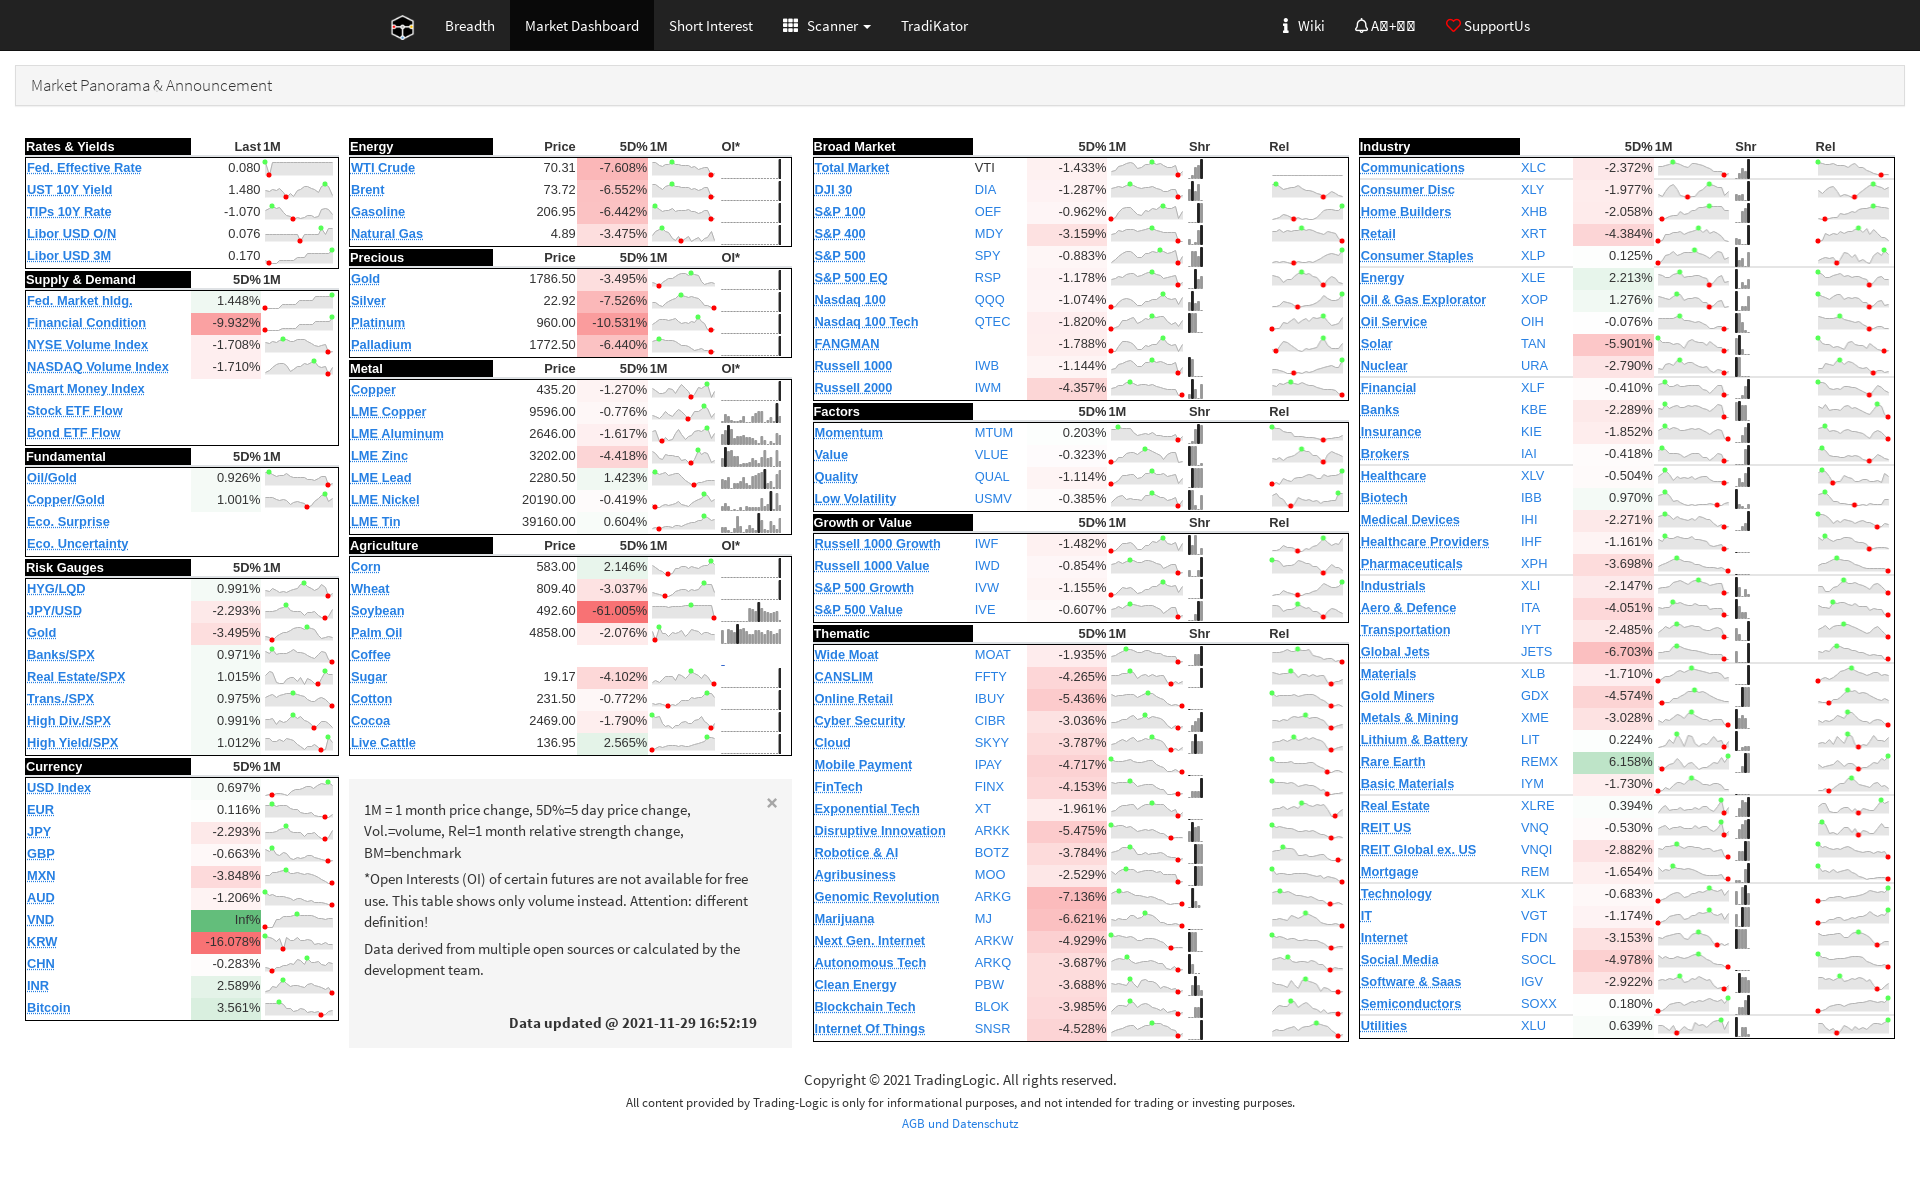 Breadth Market Dashboard Short Interest Scanner TradiKator Wiki SupportUs
Market Panorama & Announcement
Rates & Yields Last 1M
Fed. Effective Rate 0.080
UST 10Y Yield 1.480
TIPs 10Y Rate -1.070
Libor USD O/N 0.076
Libor USD 3M 0.170
Supply & Demand 5D% 1M
Fed. Market hldg. 1.448%
Financial Condition -9.932%
NYSE Volume Index -1.708%
NASDAQ Volume Index -1.710%
Smart Money Index
Stock ETF Flow
Bond ETF Flow
Fundamental 5D% 1M
Oil/Gold 0.926%
Copper/Gold 1.001%
Eco. Surprise
Eco. Uncertainty
Risk Gauges 5D% 1M
HYG/LQD 0.991%
JPY/USD -2.293%
Gold -3.495%
Banks/SPX 0.971%
Real Estate/SPX 1.015%
Trans./SPX 0.975%
High Div./SPX 0.991%
High Yield/SPX 1.012%
Currency 5D% 1M
USD Index 0.697%
EUR 0.116%
JPY -2.293%
GBP -0.663%
MXN -3.848%
AUD -1.206%
VND Inf%
KRW -16.078%
CHN -0.283%
INR 2.589%
Bitcoin 3.561%
Energy Price 5D% 1M OI*
WTI Crude 70.31 -7.608%
Brent 73.72 -6.552%
Gasoline 206.95 -6.442%
Natural Gas 4.89 -3.475%
Precious Price 5D% 1M OI*
Gold 1786.50 -3.495%
Silver 22.92 -7.526%
Platinum 960.00 -10.531%
Palladium 1772.50 -6.440%
Metal Price 5D% 1M OI*
Copper 435.20 -1.270%
LME Copper 9596.00 -0.776%
LME Aluminum 2646.00 -1.617%
LME Zinc 3202.00 -4.418%
LME Lead 2280.50 1.423%
LME Nickel 20190.00 -0.419%
LME Tin 39160.00 0.604%
Agriculture Price 5D% 1M OI*
Corn 583.00 2.146%
Wheat 809.40 -3.037%
Soybean 492.60 -61.005%
Palm Oil 4858.00 -2.076%
Coffee
Sugar 19.17 -4.102%
Cotton 231.50 -0.772%
Cocoa 2469.00 -1.790%
Live Cattle 136.95 2.565%
×
1M = 1 month price change, 5D%=5 day price change,
Vol.=volume, Rel=1 month relative strength change,
BM=benchmark
*Open Interests (OI) of certain futures are not available for free
use. This table shows only volume instead. Attention: different
definition!
Data derived from multiple open sources or calculated by the
development team.
Data updated @ 2021-11-29 16:52:19
Broad Market 5D% 1M Shr Rel
Total Market VTI -1.433%
DJI 30 DIA -1.287%
S&P 100 OEF -0.962%
S&P 400 MDY -3.159%
S&P 500 SPY -0.883%
S&P 500 EQ RSP -1.178%
Nasdaq 100 QQQ -1.074%
Nasdaq 100 Tech QTEC -1.820%
FANGMAN -1.788%
Russell 1000 IWB -1.144%
Russell 2000 IWM -4.357%
Factors 5D% 1M Shr Rel
Momentum MTUM 0.203%
Value VLUE -0.323%
Quality QUAL -1.114%
Low Volatility USMV -0.385%
Growth or Value 5D% 1M Shr Rel
Russell 1000 Growth IWF -1.482%
Russell 1000 Value IWD -0.854%
S&P 500 Growth IVW -1.155%
S&P 500 Value IVE -0.607%
Thematic 5D% 1M Shr Rel
Wide Moat MOAT -1.935%
CANSLIM FFTY -4.265%
Online Retail IBUY -5.436%
Cyber Security CIBR -3.036%
Cloud SKYY -3.787%
Mobile Payment IPAY -4.717%
FinTech FINX -4.153%
Exponential Tech XT -1.961%
Disruptive Innovation ARKK -5.475%
Robotice & AI BOTZ -3.784%
Agribusiness MOO -2.529%
Genomic Revolution ARKG -7.136%
Marijuana MJ -6.621%
Next Gen. Internet ARKW -4.929%
Autonomous Tech ARKQ -3.687%
Clean Energy PBW -3.688%
Blockchain Tech BLOK -3.985%
Internet Of Things SNSR -4.528%
Industry 5D% 1M Shr Rel
Communications XLC -2.372%
Consumer Disc XLY -1.977%
Home Builders XHB -2.058%
Retail XRT -4.384%
Consumer Staples XLP 0.125%
Energy XLE 2.213%
Oil & Gas Explorator XOP 1.276%
Oil Service OIH -0.076%
Solar TAN -5.901%
Nuclear URA -2.790%
Financial XLF -0.410%
Banks KBE -2.289%
Insurance KIE -1.852%
Brokers IAI -0.418%
Healthcare XLV -0.504%
Biotech IBB 0.970%
Medical Devices IHI -2.271%
Healthcare Providers IHF -1.161%
Pharmaceuticals XPH -3.698%
Industrials XLI -2.147%
Aero & Defence ITA -4.051%
Transportation IYT -2.485%
Global Jets JETS -6.703%
Materials XLB -1.710%
Gold Miners GDX -4.574%
Metals & Mining XME -3.028%
Lithium & Battery LIT 0.224%
Rare Earth REMX 6.158%
Basic Materials IYM -1.730%
Real Estate XLRE 0.394%
REIT US VNQ -0.530%
REIT Global ex. US VNQI -2.882%
Mortgage REM -1.654%
Technology XLK -0.683%
IT VGT -1.174%
Internet FDN -3.153%
Social Media SOCL -4.978%
Software & Saas IGV -2.922%
Semiconductors SOXX 0.180%
Utilities XLU 0.639%
Copyright © 2021 TradingLogic. All rights reserved.
All content provided by Trading-Logic is only for informational purposes, and not intended for trading or investing purposes.
AGB und Datenschutz